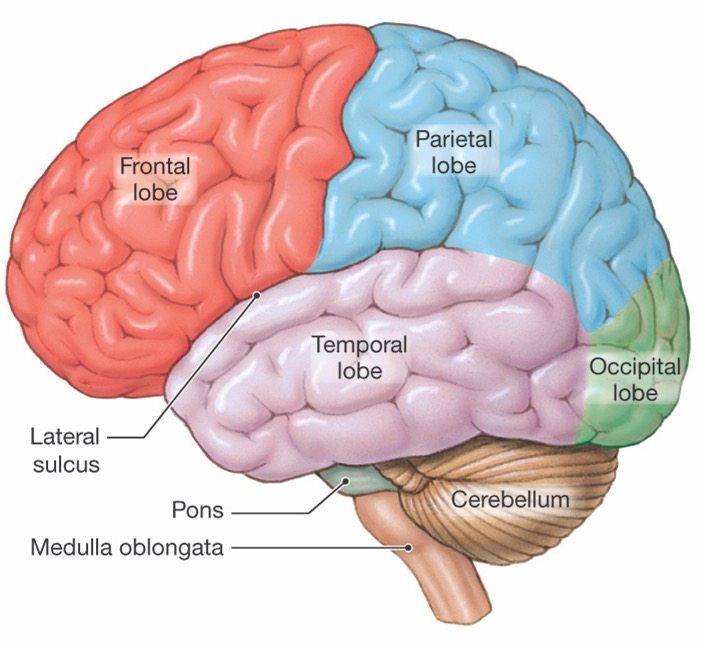 Frontal
lobe
Parietal
lobe
Temporal
lobe
Occipital
lobe
Lateral
sulcus
Pons
Cerebellum
Medulla oblongata